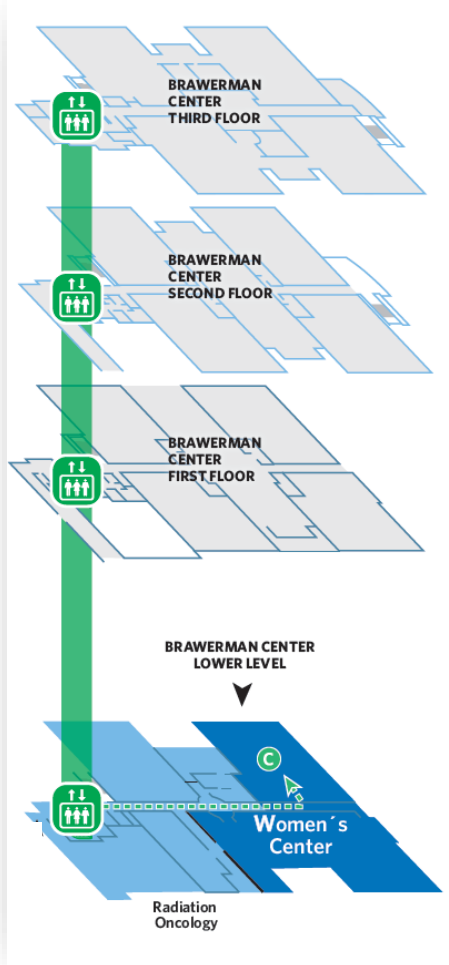 BRAWERMAN
CENTER
THIRD FLOOR
BRAWERMAN
CENTER
SECOND FLOOR
BRAWERMAN
CENTER
FIRST FLOOR
BRAWERMAN CENTER
LOWER LEVEL
C
Women´s
Center
Radiation
Oncology